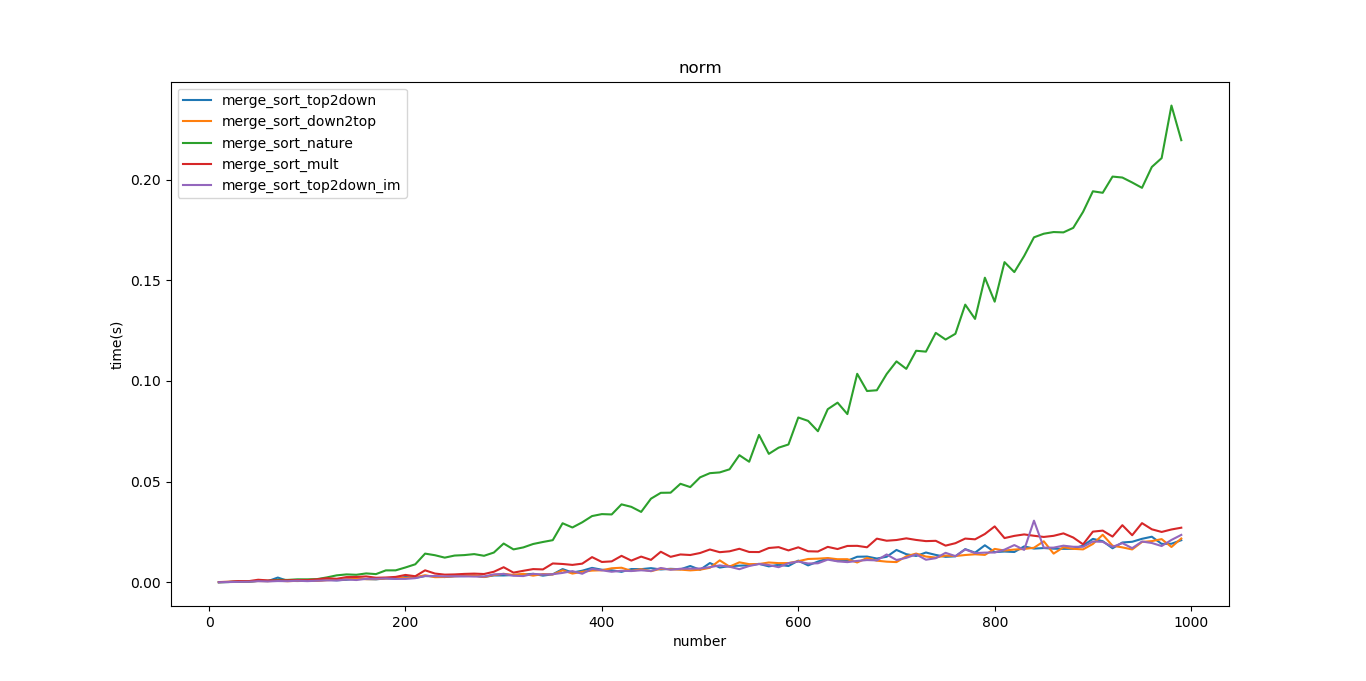 norm
merge_sort_top2down
merge_sort_down2top
merge_sort_nature
merge_sort_mult
merge_sort_top2down_im
time(s)
0.20
0.15
0.10
0.05
0.00
0 200 400 600 800 1000
number